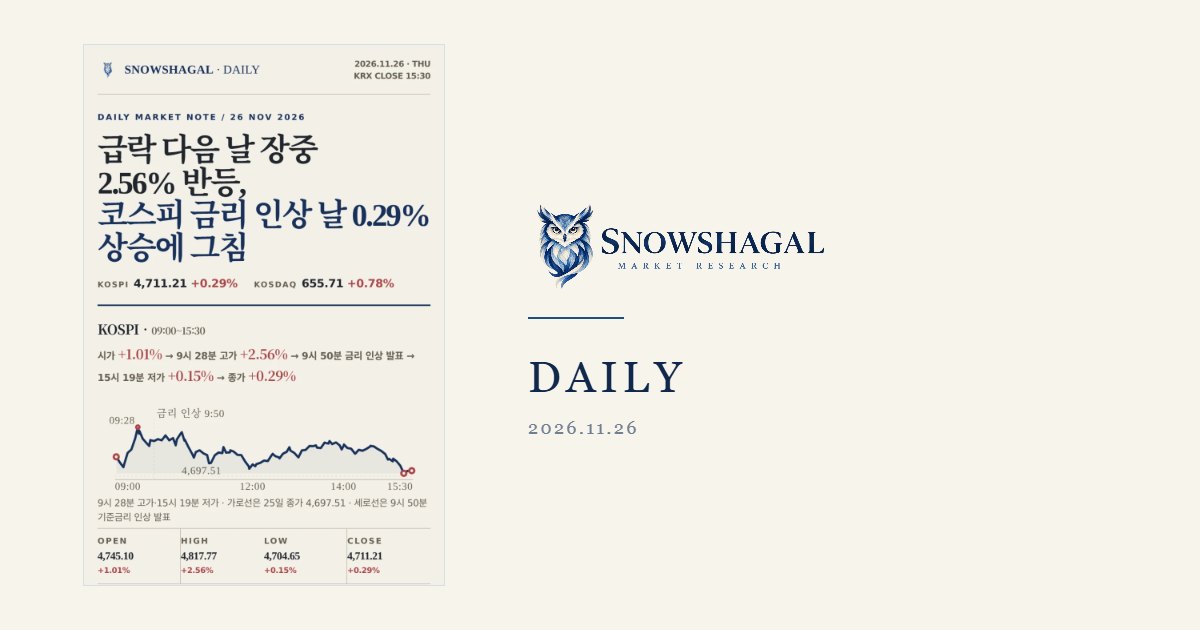 SNOWSHAGAL · DAILY
2026.11.26 · THU
KRX CLOSE 15:30
DAILY MARKET NOTE / 26 NOV 2026
급락 다음 날 장중
2.56% 반등,
코스피 금리 인상 날 0.29%
상승에 그침
KOSPI 4,711.21 +0.29% KOSDAQ 655.71 +0.78%
KOSPI · 09:00~15:30
시가 +1.01% → 9시 28분 고가 +2.56% → 9시 50분 금리 인상 발표 →
15시 19분 저가 +0.15% → 종가 +0.29%
금리 인상 9:50
09:28
4,697.51
09:00 12:00 14:00 15:30
9시 28분 고가·15시 19분 저가 · 가로선은 25일 종가 4,697.51 · 세로선은 9시 50분
기준금리 인상 발표
OPEN HIGH LOW CLOSE
4,745.10 4,817.77 4,704.65 4,711.21
+1.01% +2.56% +0.15% +0.29%
SNOWSHAGAL
MARKET RESEARCH
DAILY
2026.11.26